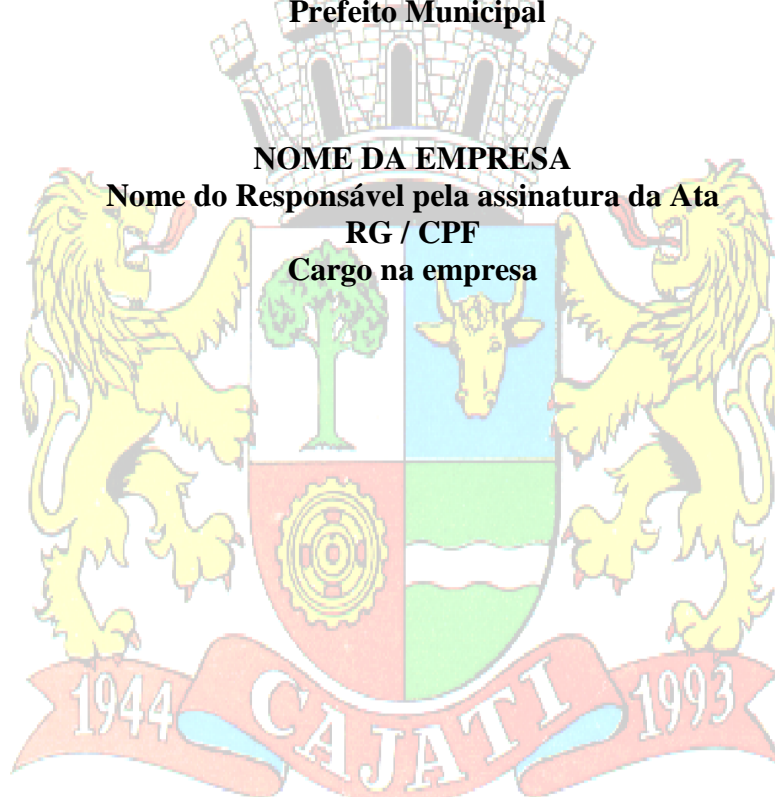 Prefeito Municipal
NOME DA EMPRESA
Nome do Responsável pela assinatura da Ata
RG / CPF
Cargo na empresa
1944 CAJATI 1993